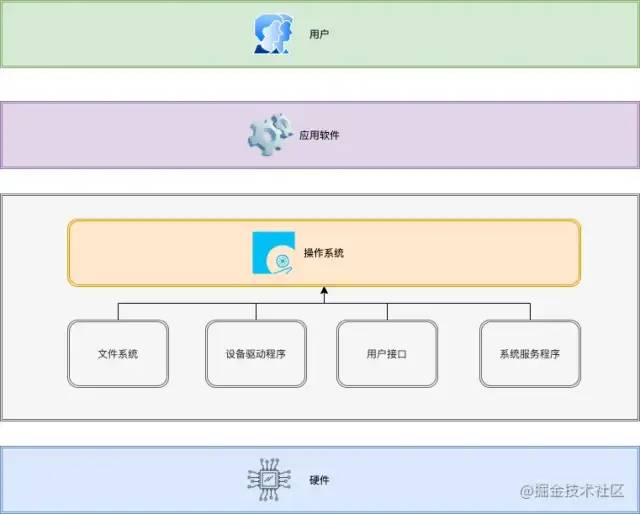 用户
应用软件
操作系统
文件系统
设备驱动程序
用户接口
系统服务程序
硬件
@掘金技术社区